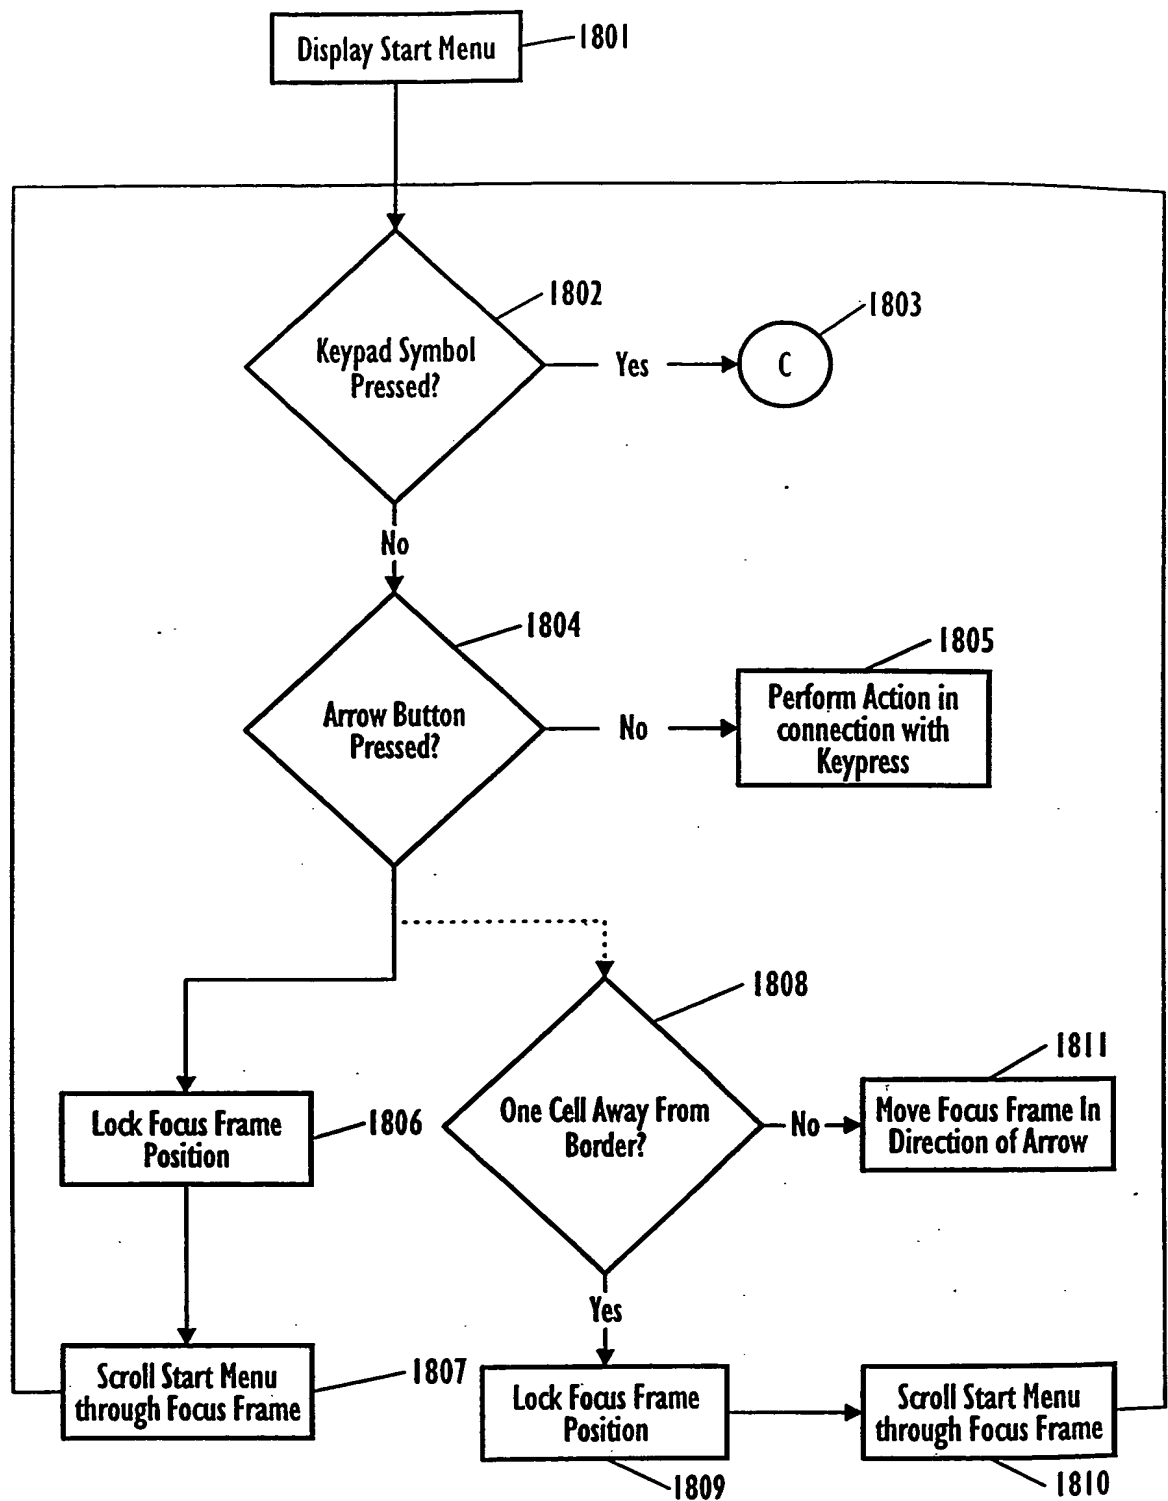 Display Start Menu
1801
Keypad Symbol
Pressed?
1802
Yes
C
1803
No
Arrow Button
Pressed?
1804
No
Perform Action in
connection with
Keypress
1805
One Cell Away From
Border?
1808
No
Move Focus Frame In
Direction of Arrow
1811
Lock Focus Frame
Position
1806
Yes
Scroll Start Menu
through Focus Frame
1807
Lock Focus Frame
Position
1809
Scroll Start Menu
through Focus Frame
1810